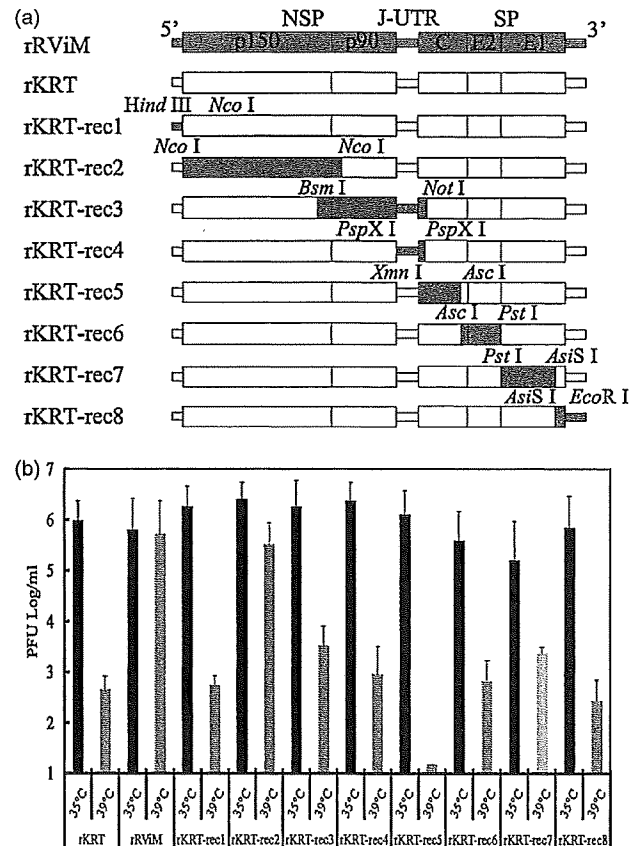 (a)
NSP J-UTR SP
5’ 3’
rRViM p150 p90 C E2 E1
rKRT
Hind III Nco I
rKRT-rec1
Nco I Nco I
rKRT-rec2
Bsm I Not I
rKRT-rec3
PspX I PspX I
rKRT-rec4
Xmn I Asc I
rKRT-rec5
Asc I Pst I
rKRT-rec6
Pst I AsiS I
rKRT-rec7
AsiS I EcoR I
rKRT-rec8
(b)
PFU Log/ml
7
6
5
4
3
2
1
35°C 39°C 35°C 39°C 35°C 39°C 35°C 39°C 35°C 39°C 35°C 39°C 35°C 39°C 35°C 39°C 35°C 39°C 35°C 39°C
rKRT rRViM rKRT-rec1 rKRT-rec2 rKRT-rec3 rKRT-rec4 rKRT-rec5 rKRT-rec6 rKRT-rec7 rKRT-rec8